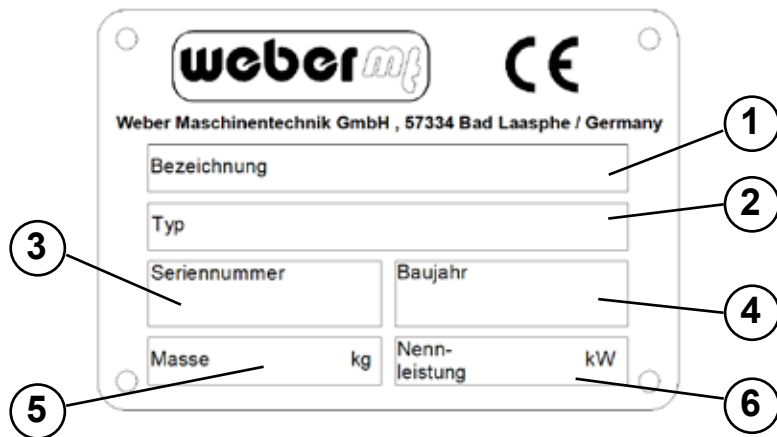 weber mt CE
Weber Maschinentechnik GmbH , 57334 Bad Laasphe / Germany
1
Bezeichnung
2
Typ
3
Seriennummer Baujahr
4
Masse kg Nenn-
leistung kW
5
6